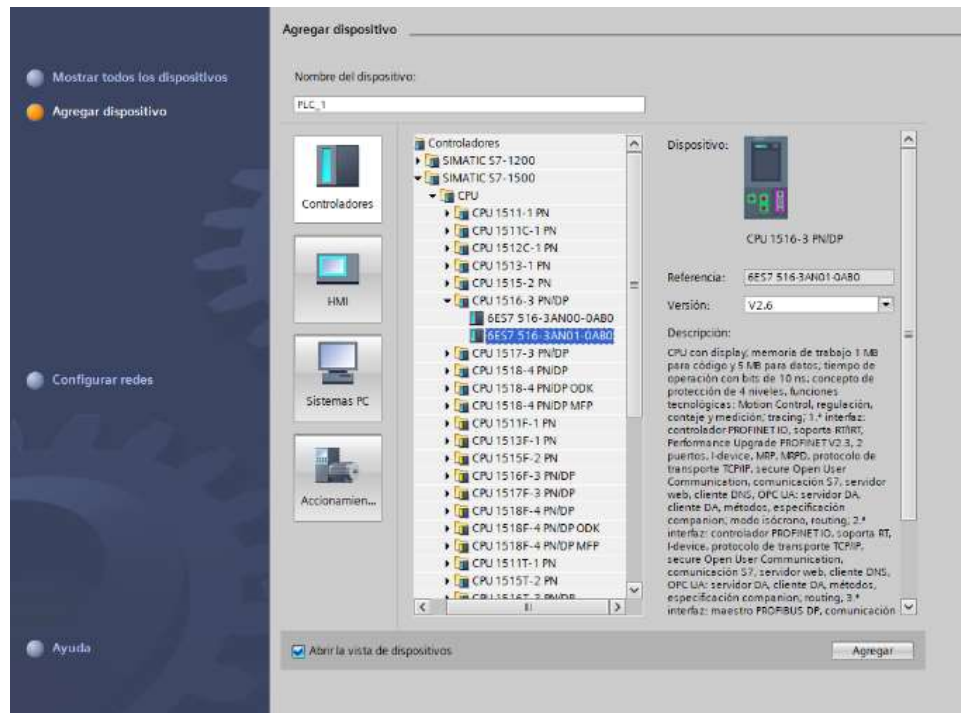 Agregar dispositivo
Mostrar todos los dispositivos
Agregar dispositivo
Configurar redes
Ayuda
Nombre del dispositivo:
PLC_1
Controladores
HMI
Sistemas PC
Accionamien...
Controladores
SIMATIC S7-1200
SIMATIC S7-1500
CPU
CPU 1511-1 PN
CPU 1511C-1 PN
CPU 1512C-1 PN
CPU 1513-1 PN
CPU 1515-2 PN
CPU 1516-3 PN/DP
6ES7 516-3AN00-0AB0
6ES7 516-3AN01-0AB0
CPU 1517-3 PN/DP
CPU 1518-4 PN/DP
CPU 1518-4 PN/DP ODK
CPU 1518-4 PN/DP MFP
CPU 1511F-1 PN
CPU 1513F-1 PN
CPU 1515F-2 PN
CPU 1516F-3 PN/DP
CPU 1517F-3 PN/DP
CPU 1518F-4 PN/DP
CPU 1518F-4 PN/DP ODK
CPU 1518F-4 PN/DP MFP
CPU 1511T-1 PN
CPU 1515T-2 PN
Dispositivo:
CPU 1516-3 PN/DP
Referencia:
6ES7 516-3AN01-0AB0
Versión:
V2.6
Descripción:
CPU con display, memoria de trabajo 1 MB
para código y 5 MB para datos; tiempo de
operación con bits de 10 ns; concepto de
protección de 4 niveles, funciones
tecnológicas: Motion Control, regulación,
contaje y medición; tracing; 1.ª interfaz:
controlador PROFINET IO, soporta RT/IRT,
Performance Upgrade PROFINET V2.3, 2
puertos, I-device, MRP, MRPD, protocolo de
transporte TCP/IP, secure Open User
Communication, comunicación S7, servidor
web, cliente DNS, OPC UA: servidor DA,
cliente DA, métodos, especificación
companion; modo isócrono, routing; 2.ª
interfaz: controlador PROFINET IO, soporta RT,
I-device, protocolo de transporte TCP/IP,
secure Open User Communication,
comunicación S7, servidor web, cliente DNS,
OPC UA: servidor DA, cliente DA, métodos,
especificación companion, routing, 3.ª
interfaz: maestro PROFIBUS DP, comunicación
Abrir la vista de dispositivos
Agregar